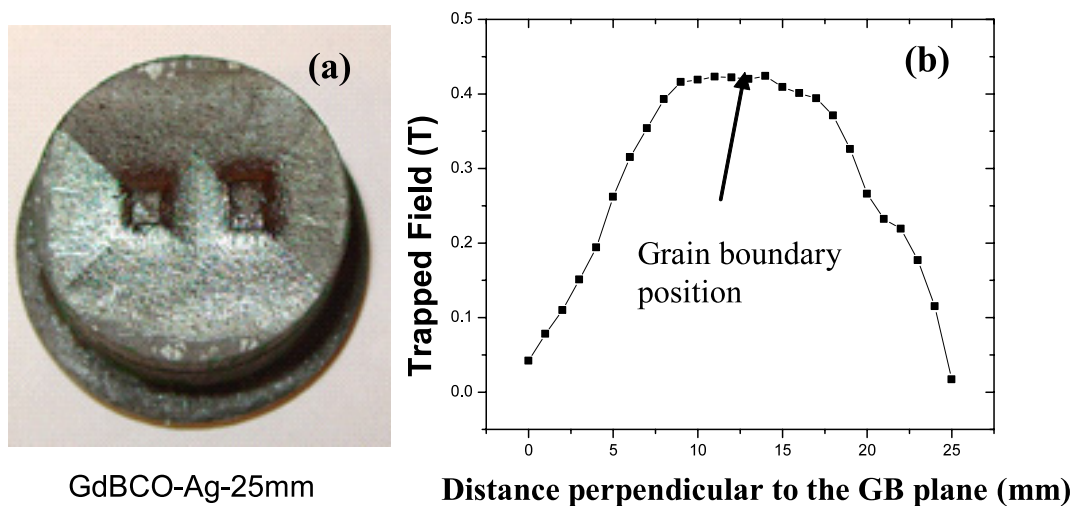 (a)
GdBCO-Ag-25mm
(b)
Trapped Field (T)
0.5
0.4
0.3
0.2
0.1
0.0
Grain boundary
position
0 5 10 15 20 25
Distance perpendicular to the GB plane (mm)